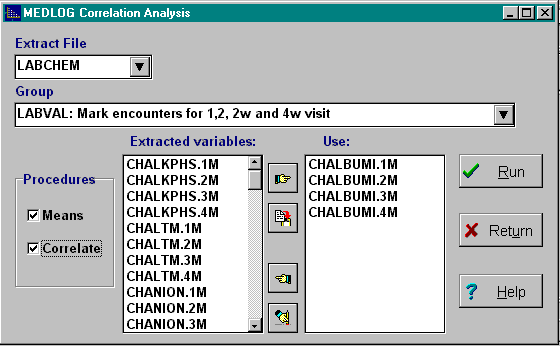 MEDLOG Correlation Analysis
Extract File
LABCHEM
Group
LABVAL: Mark encounters for 1,2, 2w and 4w visit
Extracted variables:
Use:
Procedures
Means
Correlate
CHALKPHS.1M
CHALKPHS.2M
CHALKPHS.3M
CHALKPHS.4M
CHALTM.1M
CHALTM.2M
CHALTM.3M
CHALTM.4M
CHANION.1M
CHANION.2M
CHANION.3M
CHALBUMI.1M
CHALBUMI.2M
CHALBUMI.3M
CHALBUMI.4M
Run
Return
? Help